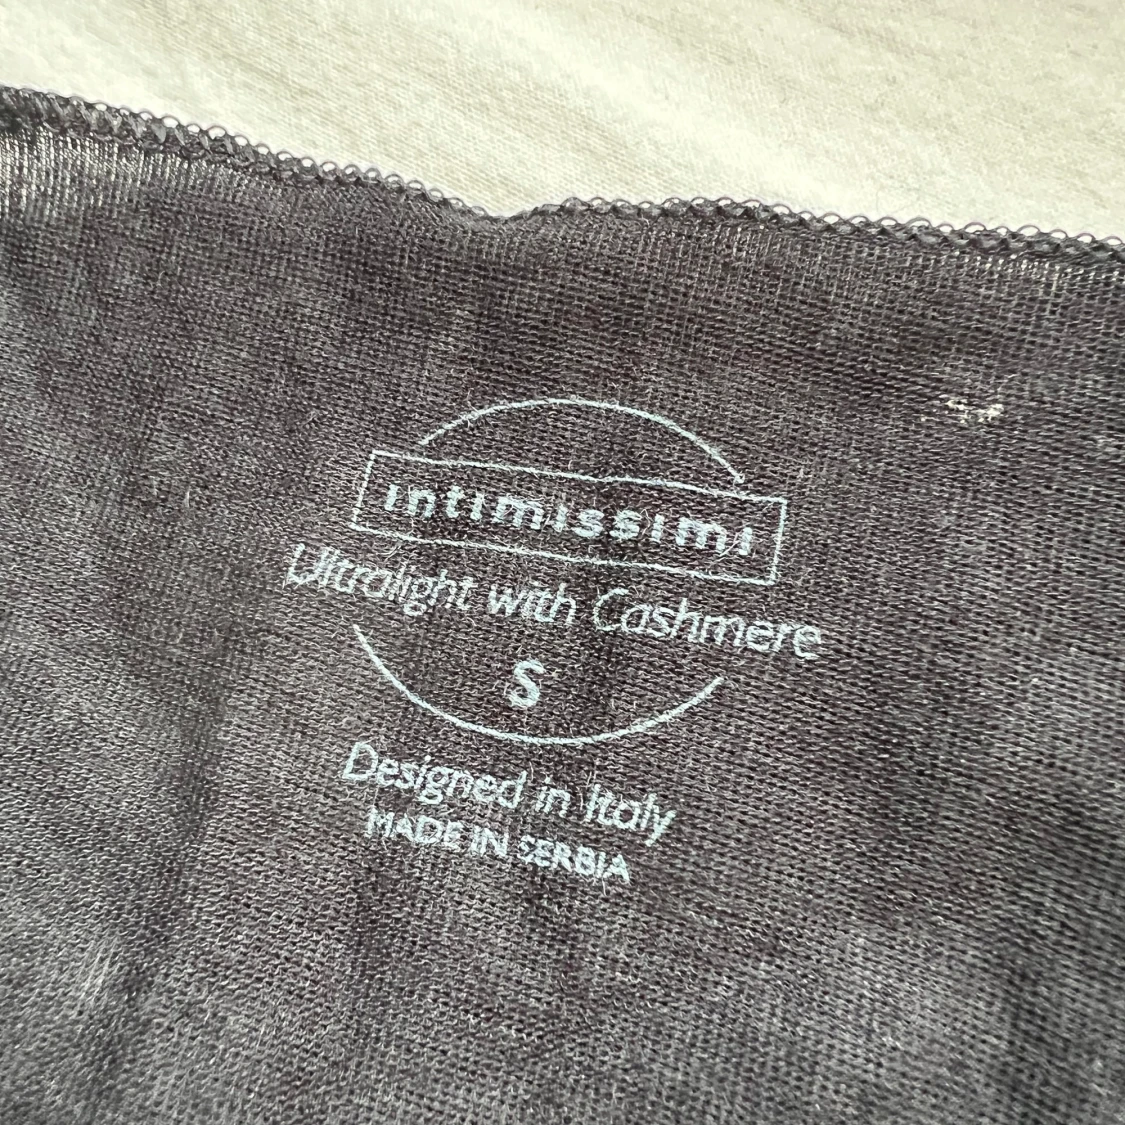 intimissimi
Ultralight with Cashmere
S
Designed in Italy
MADE IN SERBIA